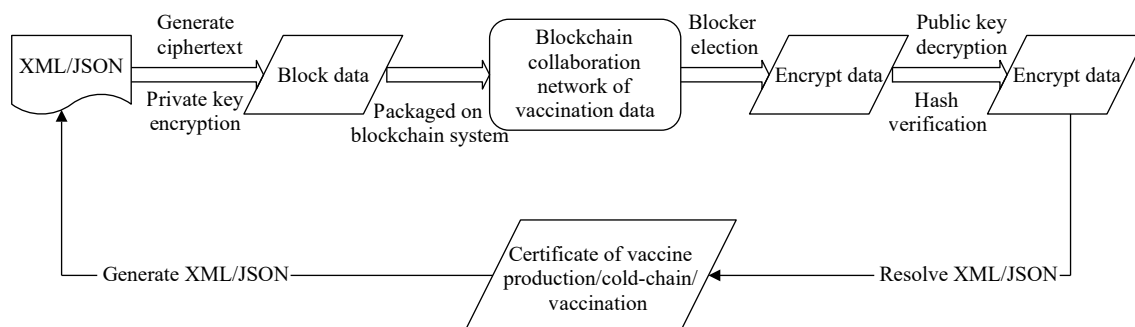 XML/JSON
Generate
ciphertext
Private key
encryption
Block data
Packaged on
blockchain system
Blockchain
collaboration
network of
vaccination data
Blocker
election
Encrypt data
Public key
decryption
Hash
verification
Encrypt data
Generate XML/JSON
Certificate of vaccine
production/cold-chain/
vaccination
Resolve XML/JSON